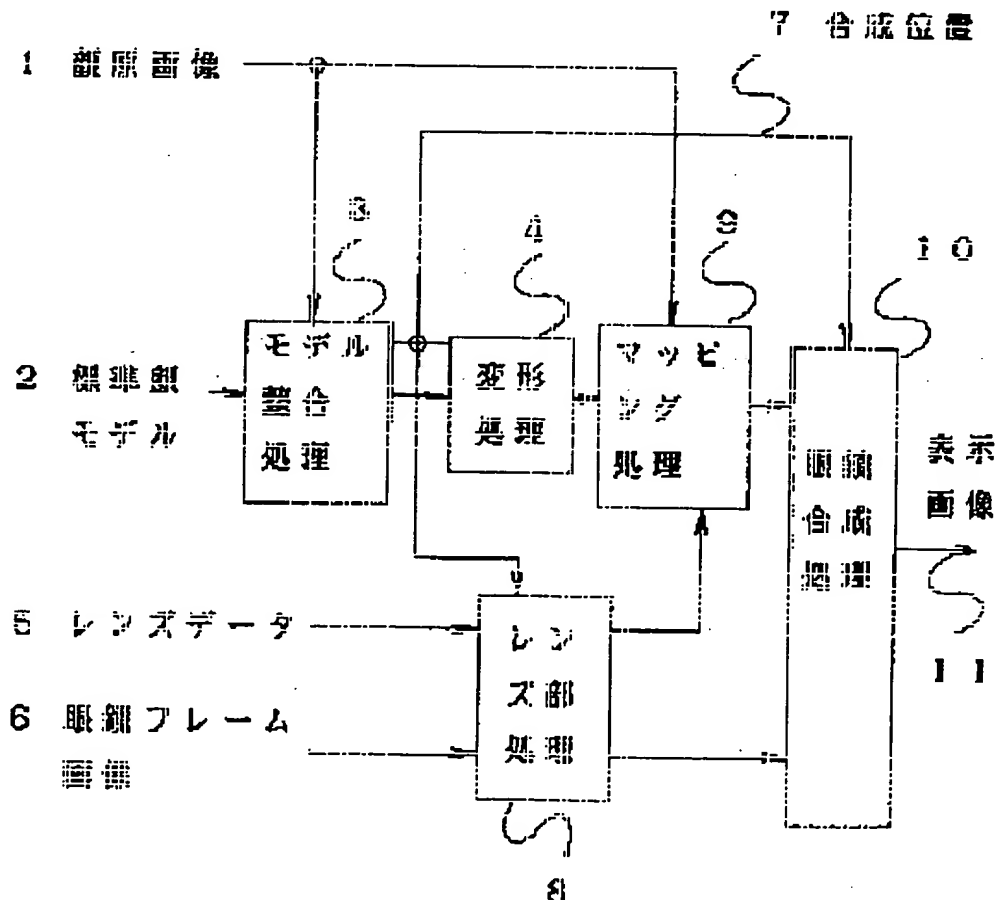 7 合成位置
1 顔原画像
3
4
9
10
2 標準顔
モデル
モデル
整合
処理
変形
処理
マッピ
ング
処理
眼鏡
合成
処理
表示
画像
11
5 レンズデータ
6 眼鏡フレーム
画像
レン
ズ部
処理
8